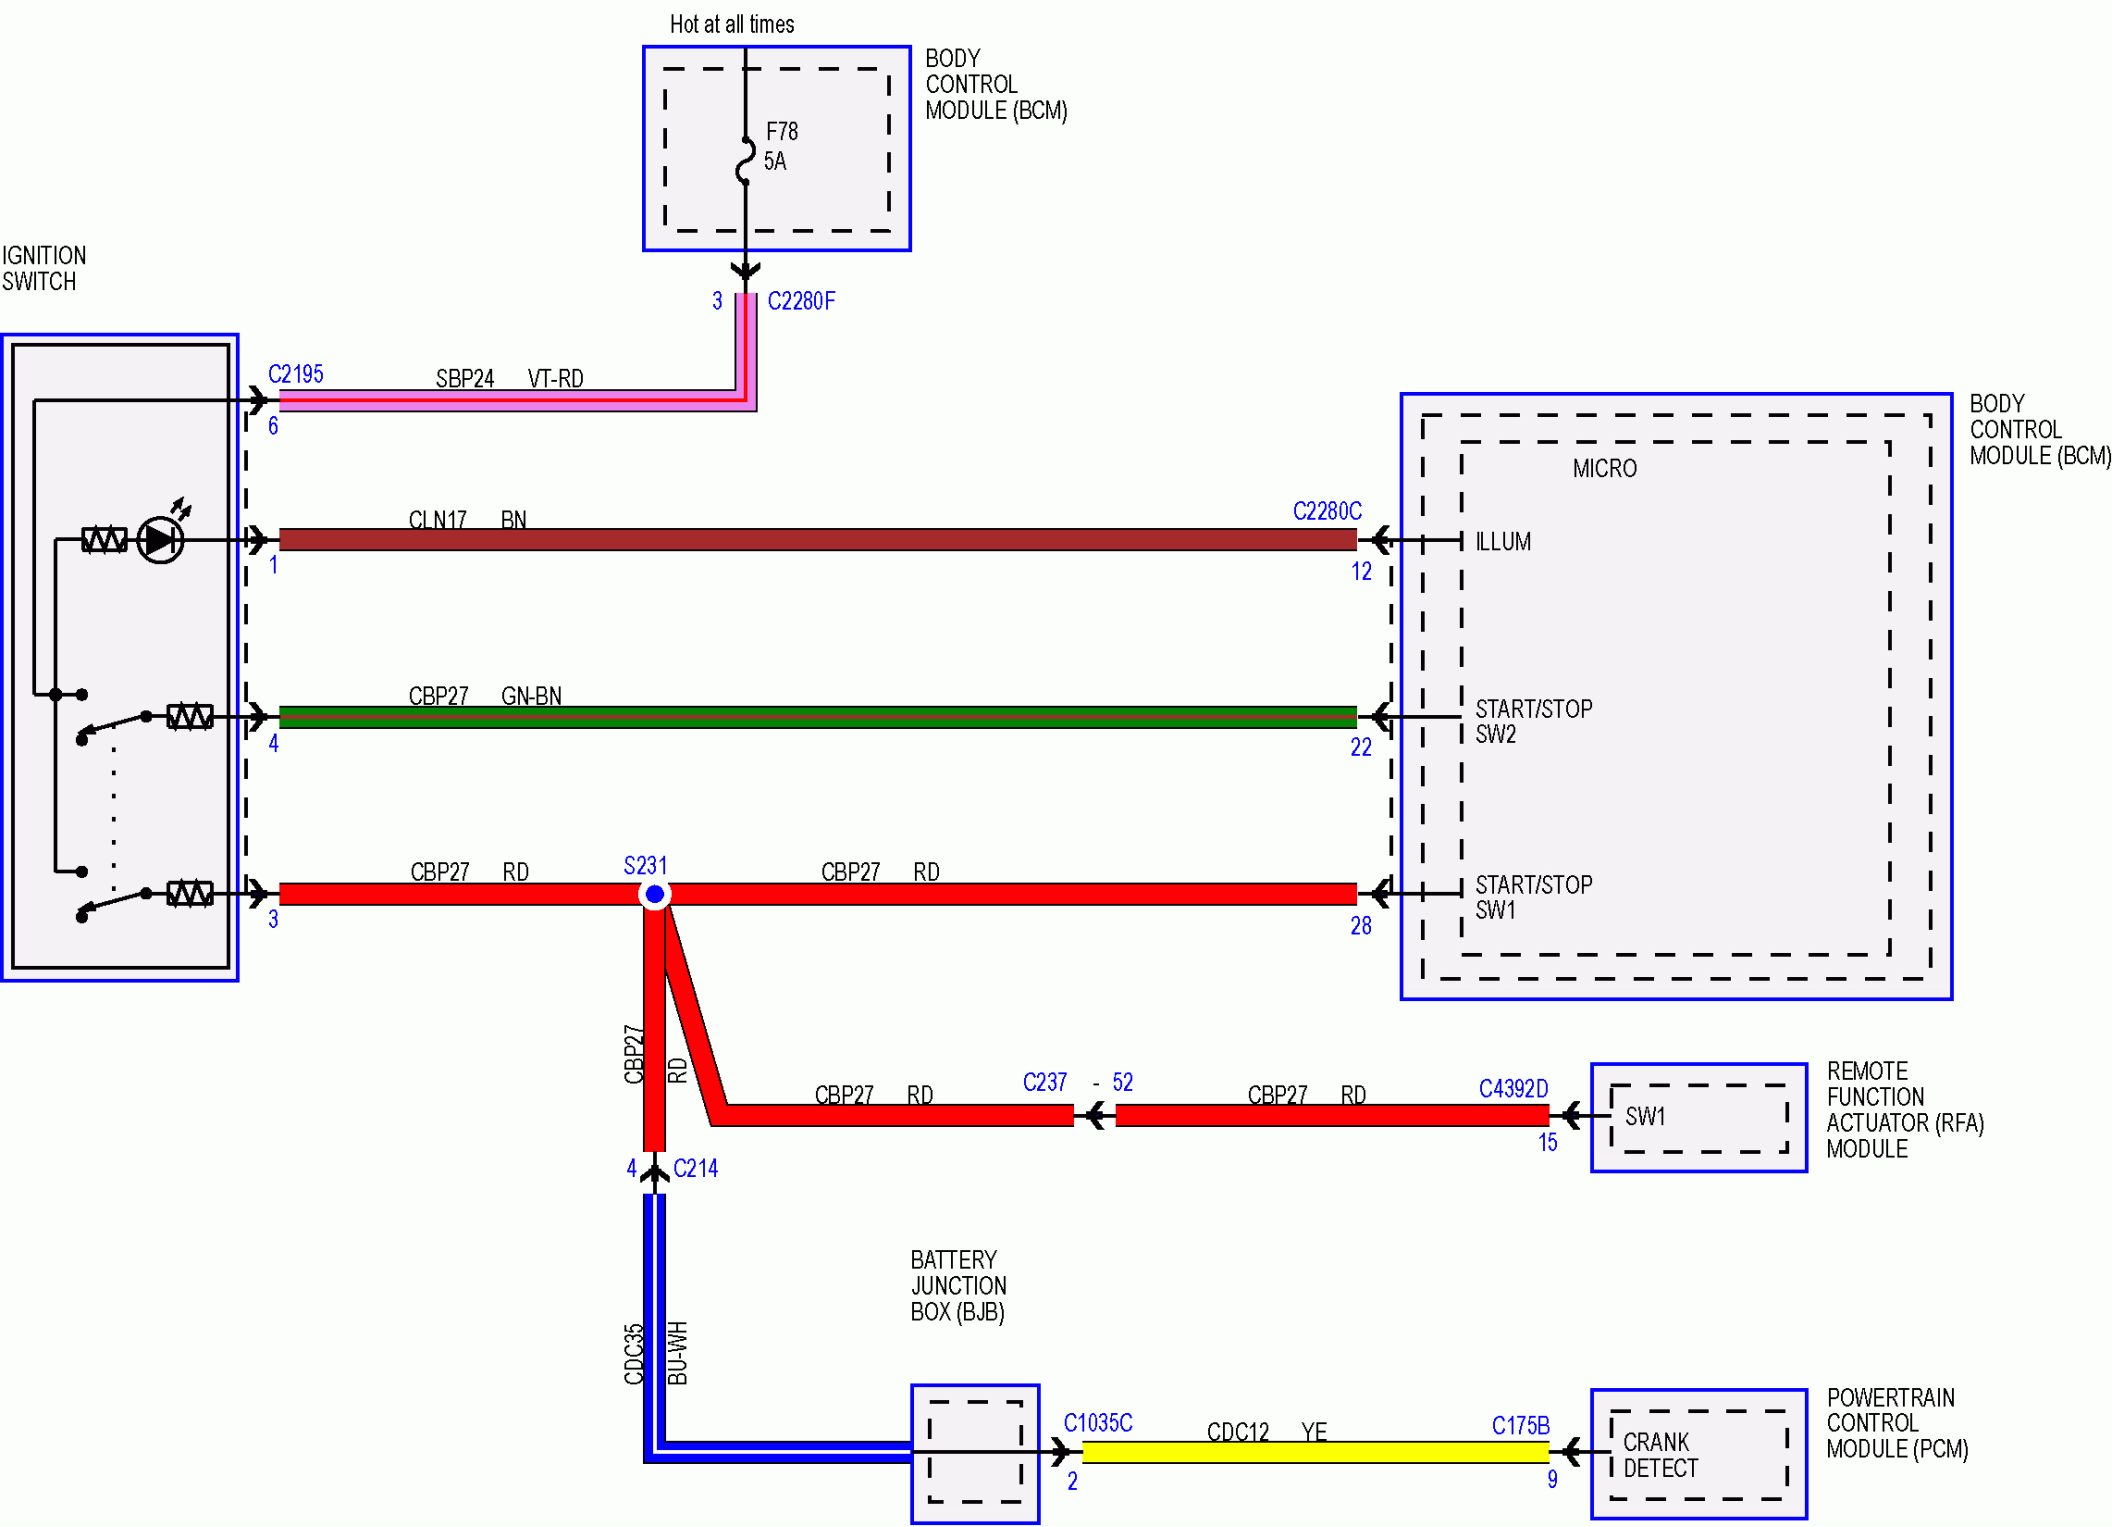 Hot at all times
BODY
CONTROL
MODULE (BCM)
F78
5A
IGNITION
SWITCH
3 C2280F
C2195
SBP24 VT-RD
6
BODY
CONTROL
MODULE (BCM)
MICRO
CLN17 BN
C2280C
ILLUM
1
12
CBP27 GN-BN
START/STOP
SW2
4
22
CBP27 RD
S231
CBP27 RD
START/STOP
SW1
3
28
CBP27
RD
CBP27 RD
C237 - 52
CBP27 RD
C4392D
15
SW1
REMOTE
FUNCTION
ACTUATOR (RFA)
MODULE
4 C214
CDC35
BU-WH
BATTERY
JUNCTION
BOX (BJB)
C1035C
2
CDC12 YE
C175B
9
CRANK
DETECT
POWERTRAIN
CONTROL
MODULE (PCM)